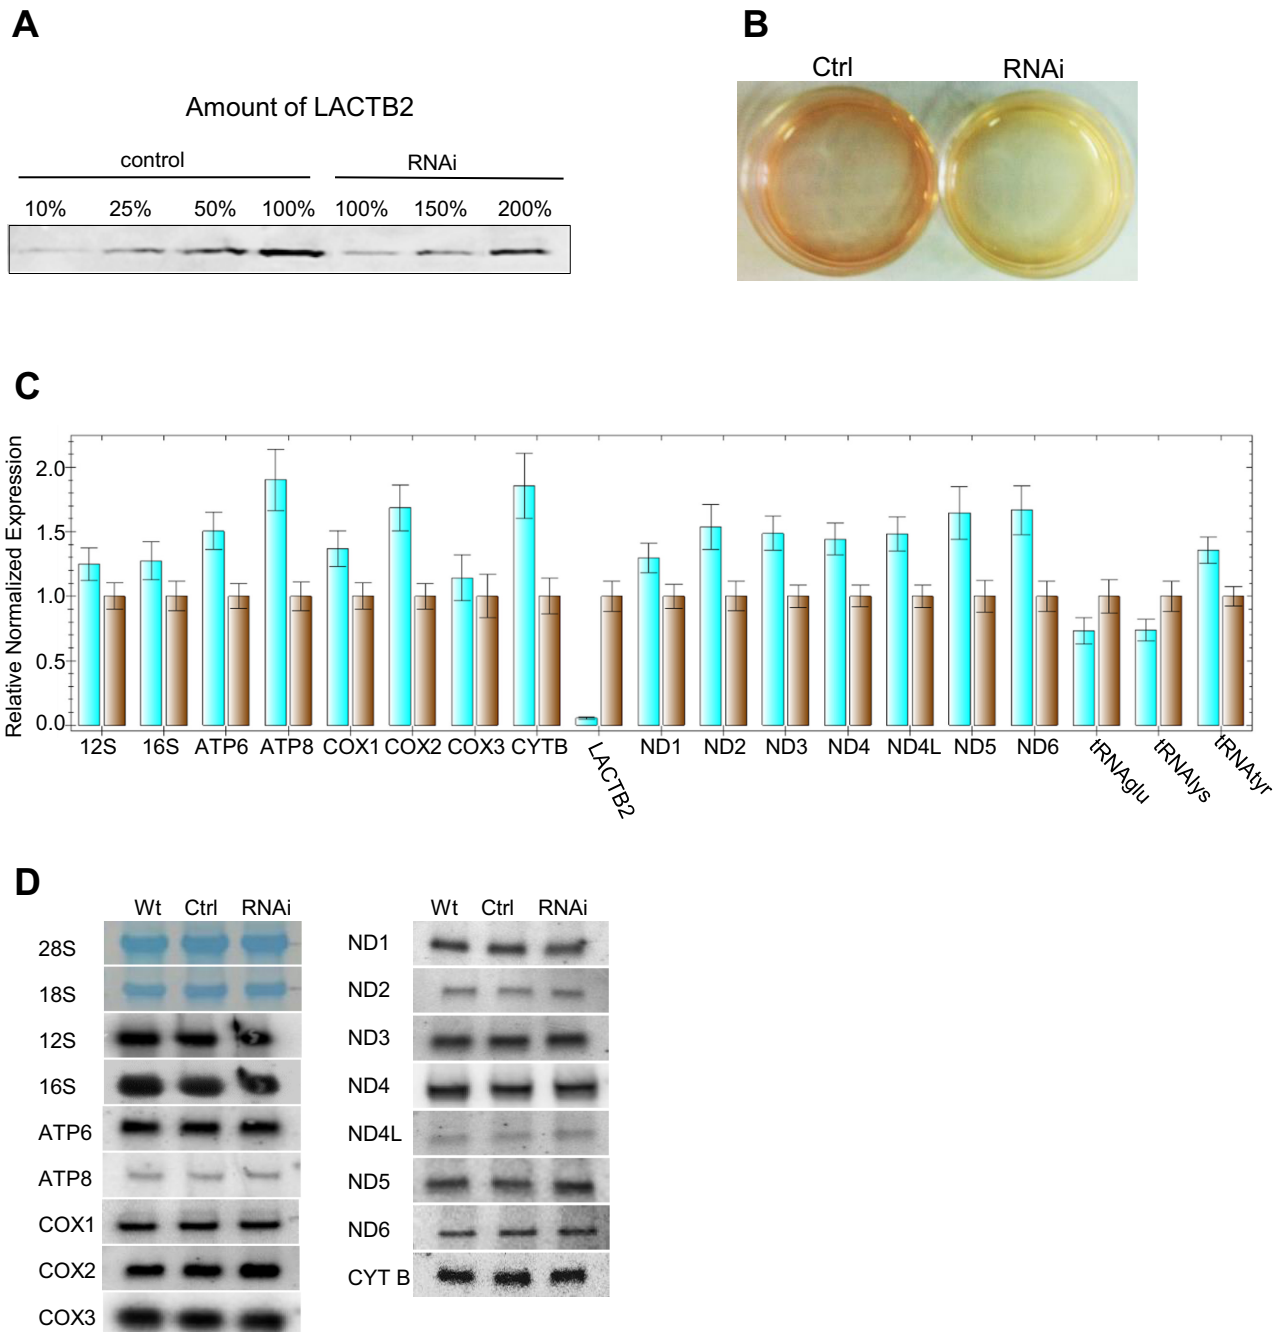 A
Amount of LACTB2
control RNAi
10% 25% 50% 100% 100% 150% 200%
B
Ctrl RNAi
C
Relative Normalized Expression
2.0
1.5
1.0
0.5
0.0
12S 16S ATP6 ATP8 COX1 COX2 COX3 CYTB LACTB2 ND1 ND2 ND3 ND4 ND4L ND5 ND6 tRNAglu tRNAlys tRNAtyr
D
Wt Ctrl RNAi
28S
18S
12S
16S
ATP6
ATP8
COX1
COX2
COX3
Wt Ctrl RNAi
ND1
ND2
ND3
ND4
ND4L
ND5
ND6
CYT B